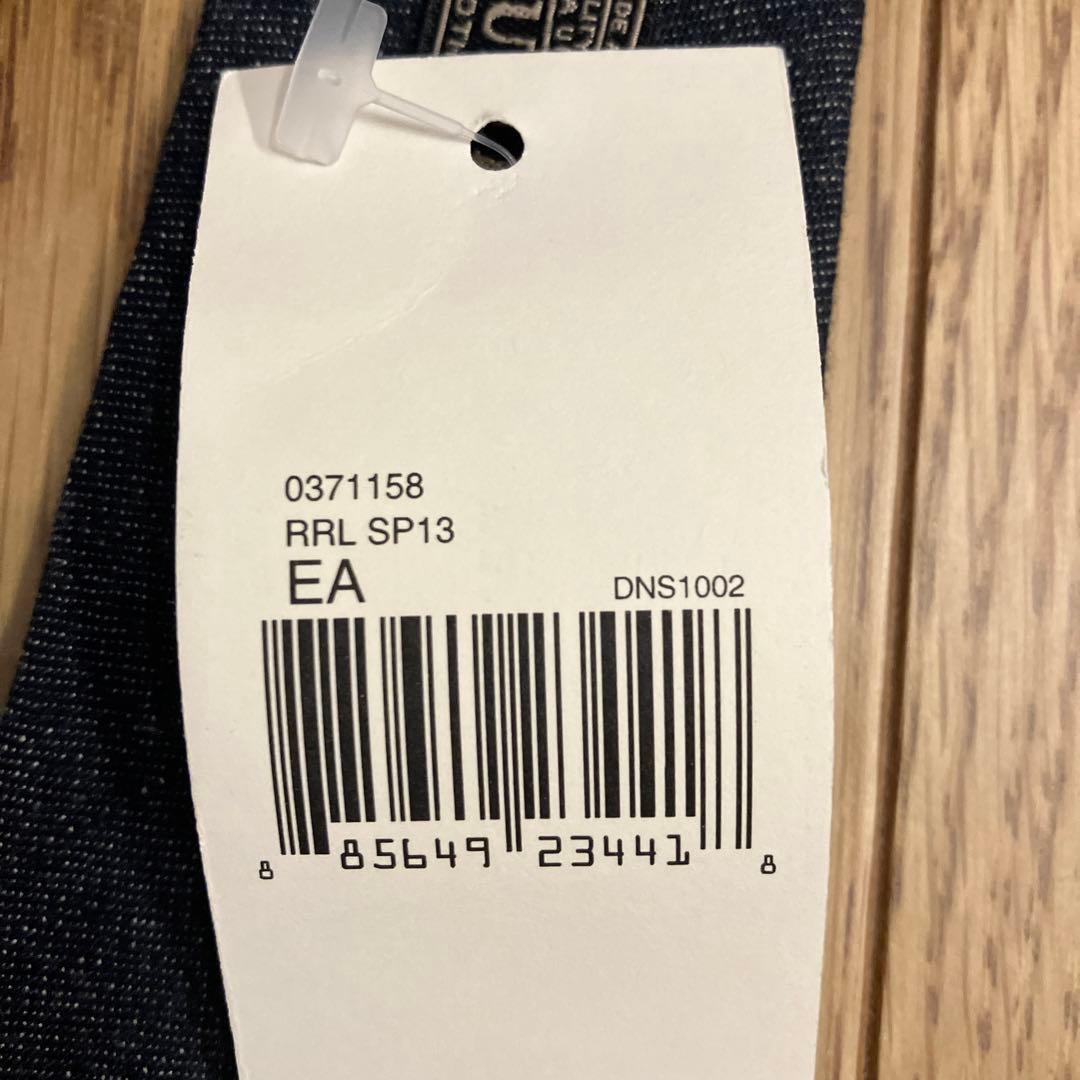 0371158
RRL SP13
EA
DNS1002
8 85649 23441 8